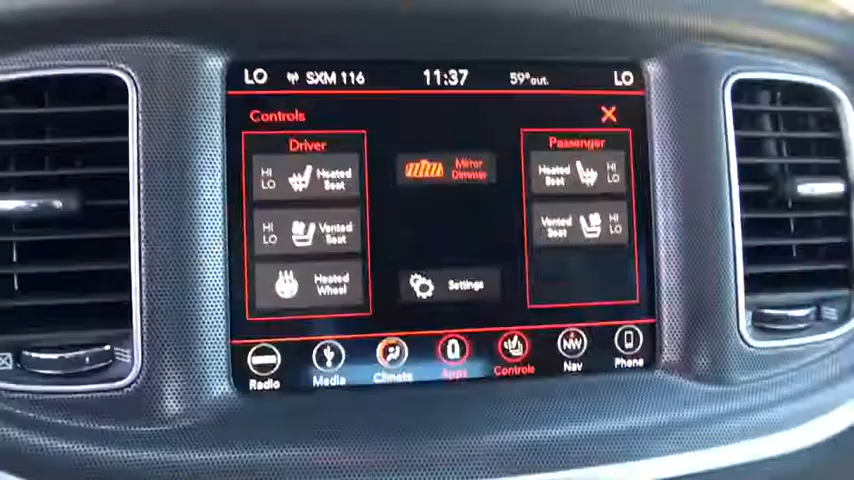 LO SXM 116 11:37 59°out. LO
Controls
Driver
HI
LO
Heated
Seat
HI
LO
Vented
Seat
Heated
Wheel
Mirror
Dimmer
Settings
Passenger
Heated
Seat
HI
LO
Vented
Seat
HI
LO
Radio
Media
Climate
Apps
Controls
NW
Nav
Phone